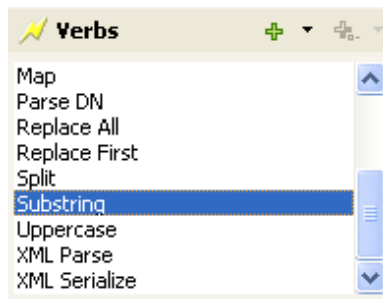 Verbs
Map
Parse DN
Replace All
Replace First
Split
Substring
Uppercase
XML Parse
XML Serialize